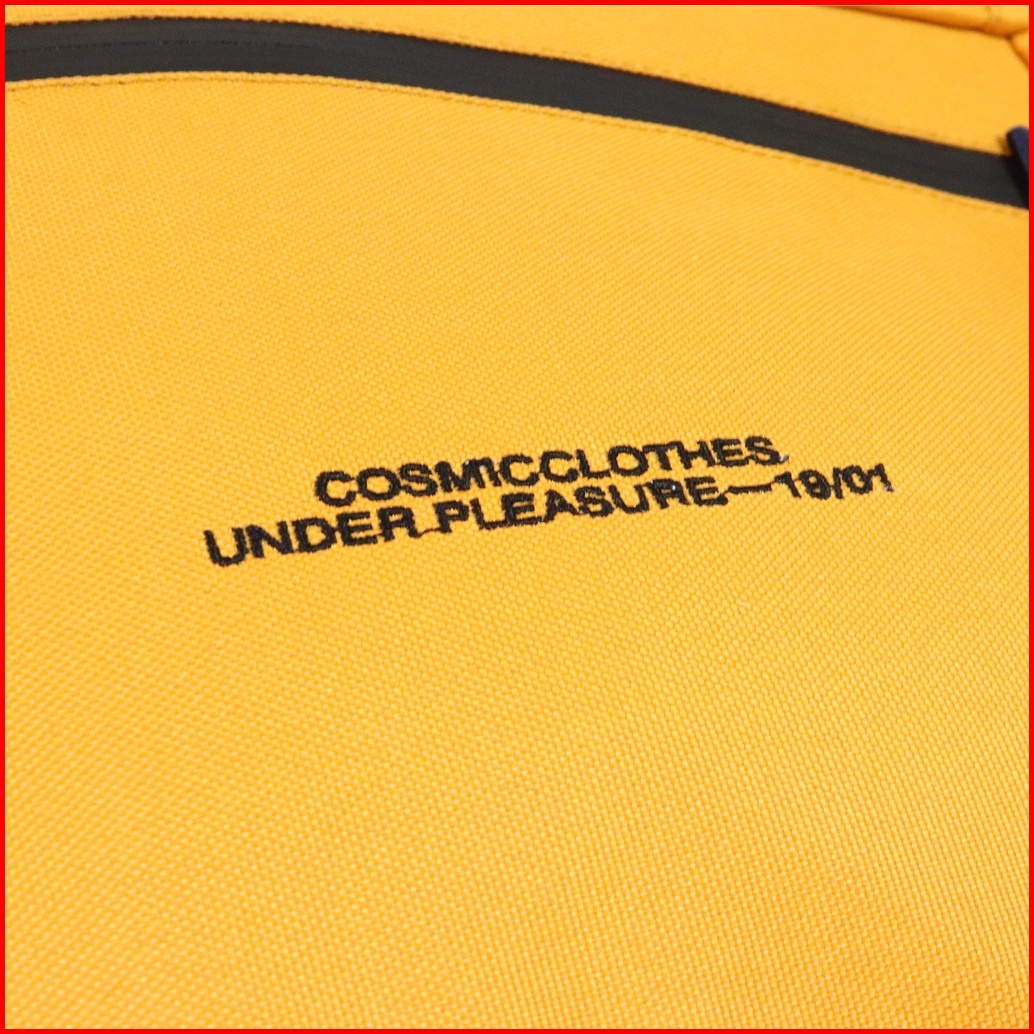 COSMICCLOTHES
UNDER PLEASURE—19/01